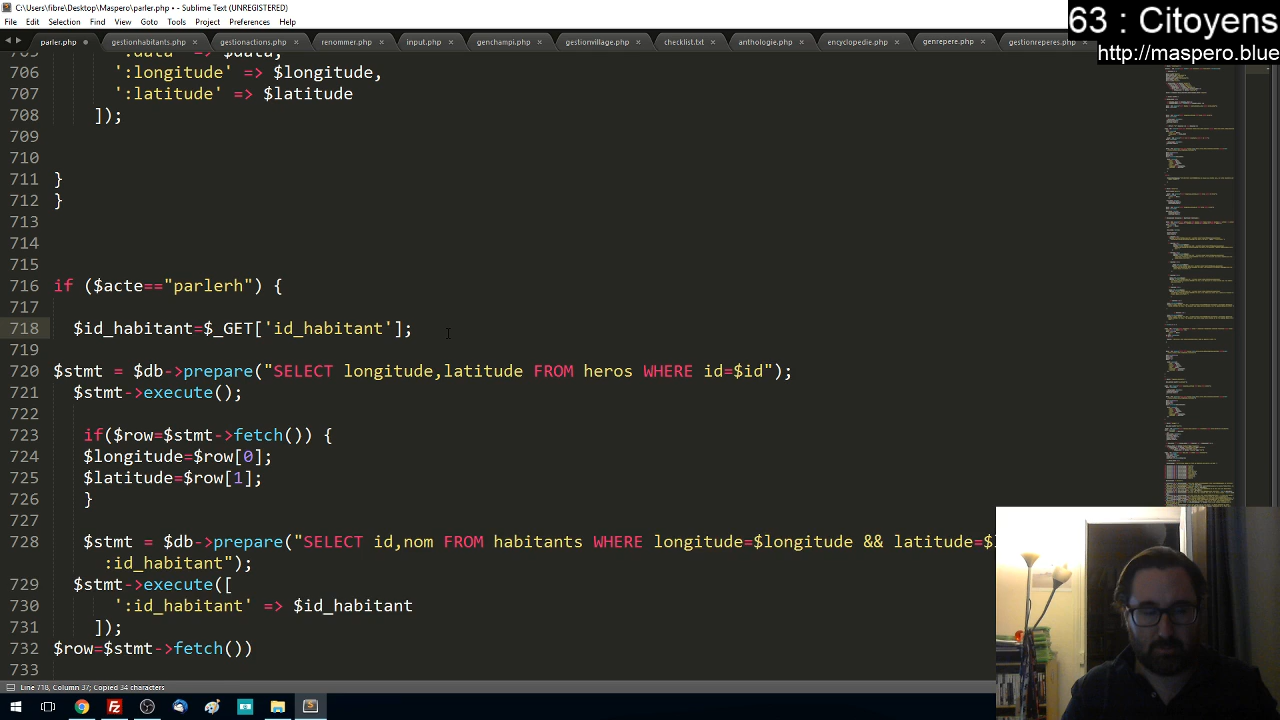 C:\Users\fibre\Desktop\Maspero\parler.php • - Sublime Text (UNREGISTERED)
File Edit Selection Find View Goto Tools Project Preferences Help
63 : Citoyens
http://maspero.blue
parler.php gestionhabitants.php gestionactions.php renommer.php input.php genchampi.php gestionvillage.php checklist.txt anthologie.php encyclopedie.php genrepere.php gestionreperes.php
705 ':data' => $data,
706 ':longitude' => $longitude,
707 ':latitude' => $latitude
708 ]);
709
710
711 }
712 }
713
714
715
716 if ($acte=="parlerh") {
717
718 $id_habitant=$_GET['id_habitant'];
719
720 $stmt = $db->prepare("SELECT longitude,latitude FROM heros WHERE id=$id");
721 $stmt->execute();
722
723 if($row=$stmt->fetch()) {
724 $longitude=$row[0];
725 $latitude=$row[1];
726 }
727
728 $stmt = $db->prepare("SELECT id,nom FROM habitants WHERE longitude=$longitude && latitude=
:id_habitant");
729 $stmt->execute([
730 ':id_habitant' => $id_habitant
731 ]);
732 $row=$stmt->fetch())
733
Line 718, Column 37; Copied 34 characters